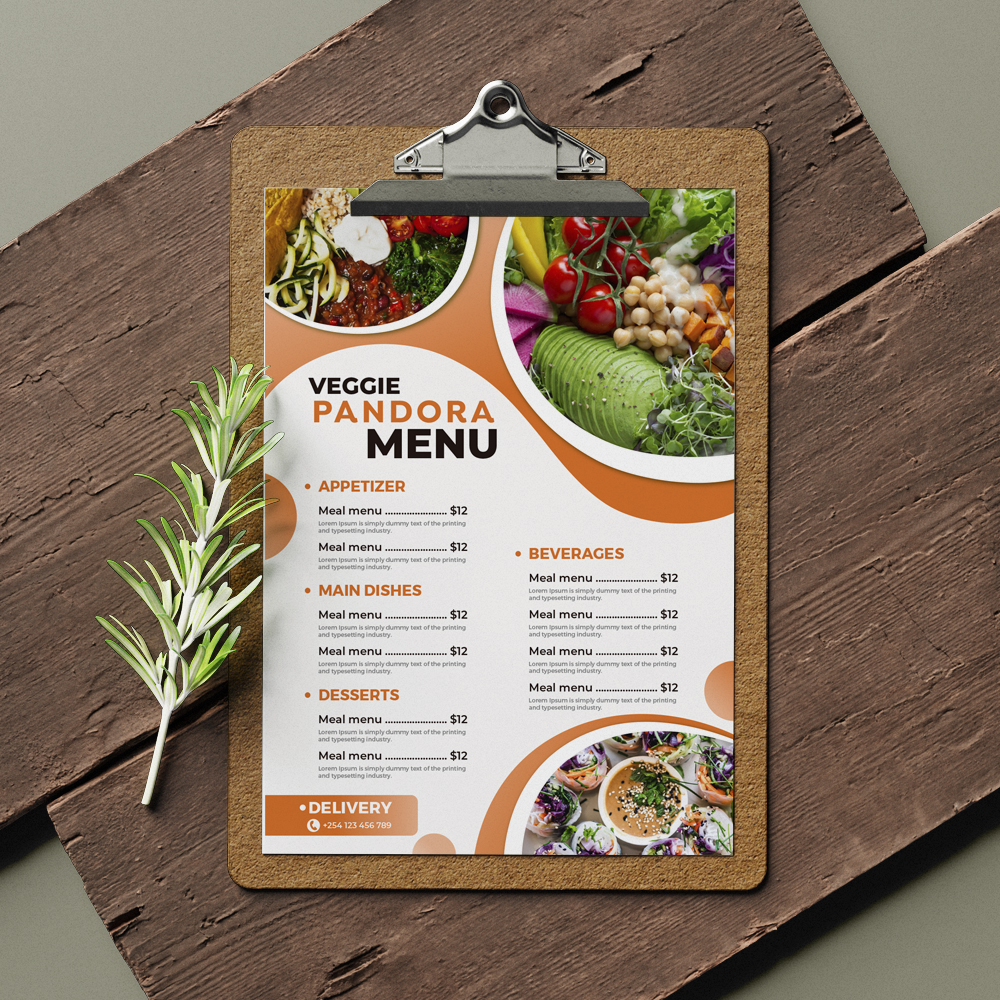 VEGGIE
PANDORA
MENU
• APPETIZER
Meal menu ........................ $12
Lorem Ipsum is simply dummy text of the printing
and typesetting industry.
Meal menu ........................ $12
Lorem Ipsum is simply dummy text of the printing
and typesetting industry.
• MAIN DISHES
Meal menu ........................ $12
Lorem Ipsum is simply dummy text of the printing
and typesetting industry.
Meal menu ........................ $12
Lorem Ipsum is simply dummy text of the printing
and typesetting industry.
• DESSERTS
Meal menu ........................ $12
Lorem Ipsum is simply dummy text of the printing
and typesetting industry.
Meal menu ........................ $12
Lorem Ipsum is simply dummy text of the printing
and typesetting industry.
• BEVERAGES
Meal menu ........................ $12
Lorem Ipsum is simply dummy text of the printing
and typesetting industry.
Meal menu ........................ $12
Lorem Ipsum is simply dummy text of the printing
and typesetting industry.
Meal menu ........................ $12
Lorem Ipsum is simply dummy text of the printing
and typesetting industry.
Meal menu ........................ $12
Lorem Ipsum is simply dummy text of the printing
and typesetting industry.
• DELIVERY
+254 123 456 789